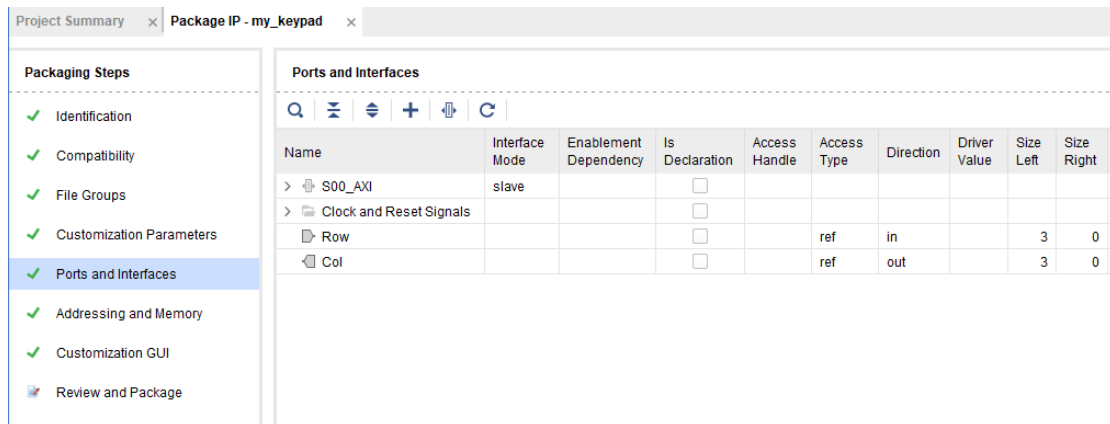 Project Summary × Package IP - my_keypad ×
Packaging Steps
Identification
Compatibility
File Groups
Customization Parameters
Ports and Interfaces
Addressing and Memory
Customization GUI
Review and Package
Ports and Interfaces
Name Interface Mode Enablement Dependency Is Declaration Access Handle Access Type Direction Driver Value Size Left Size Right
S00_AXI slave
Clock and Reset Signals
Row ref in 3 0
Col ref out 3 0